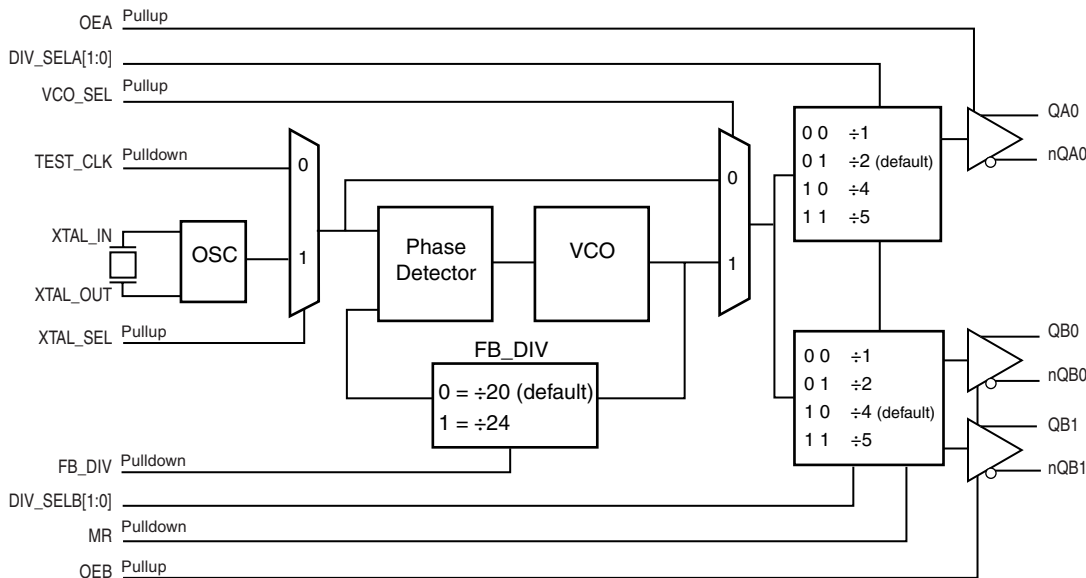 OEA Pullup
DIV_SELA[1:0]
VCO_SEL Pullup
TEST_CLK Pulldown
XTAL_IN
XTAL_OUT
XTAL_SEL Pullup
OSC
0
1
Phase
Detector
VCO
FB_DIV
0 = ÷20 (default)
1 = ÷24
0
1
0 0 ÷1
0 1 ÷2 (default)
1 0 ÷4
1 1 ÷5
QA0
nQA0
0 0 ÷1
0 1 ÷2
1 0 ÷4 (default)
1 1 ÷5
QB0
nQB0
QB1
nQB1
FB_DIV Pulldown
DIV_SELB[1:0]
MR Pulldown
OEB Pullup